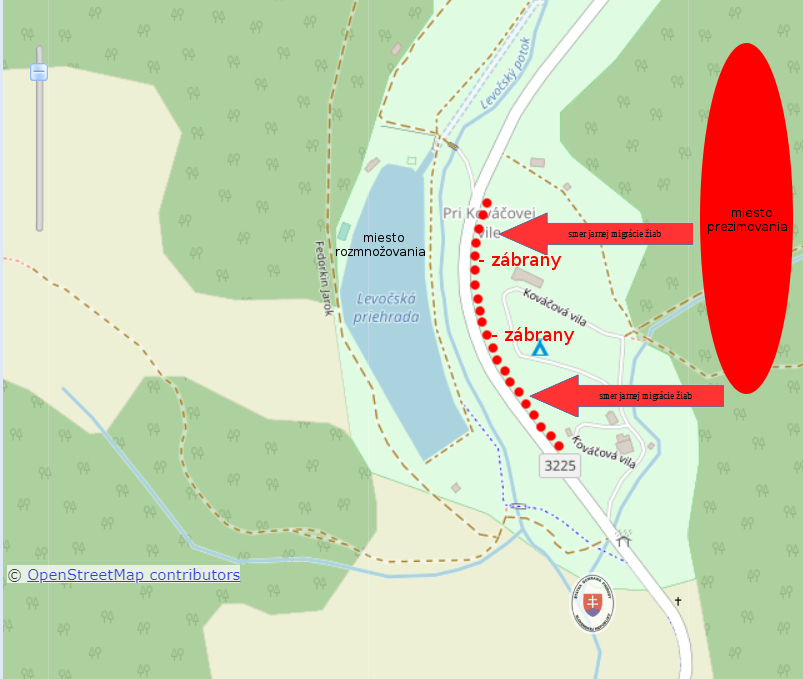 Levočský potok
miesto
prezimovania
Pri Kováčovej
vile
smer jarnej migrácie žiab
miesto
rozmnožovania
- zábrany
Fedorkin Jarok
Levočská
priehrada
Kováčová vila
- zábrany
smer jarnej migrácie žiab
Kováčová vila
3225
© OpenStreetMap contributors